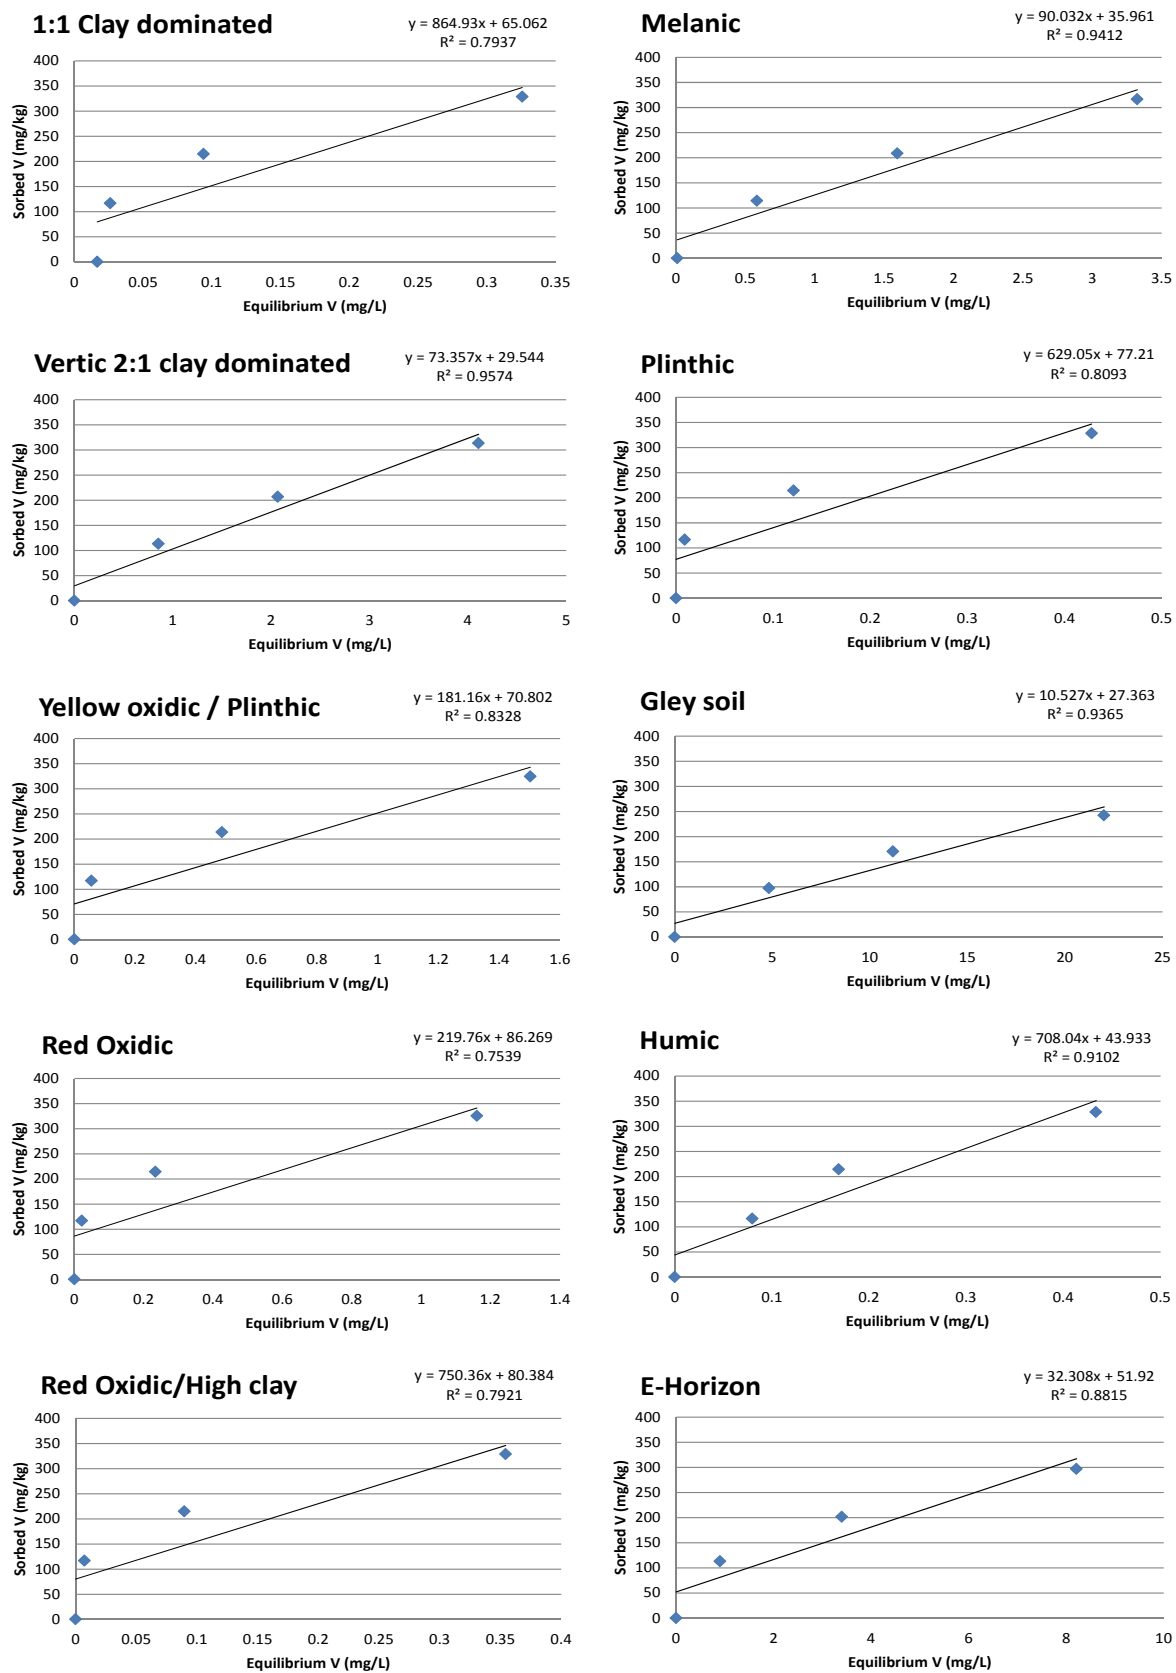 1:1 Clay dominated
y = 864.93x + 65.062
R² = 0.7937
Sorbed V (mg/kg)
400
350
300
250
200
150
100
50
0
0 0.05 0.1 0.15 0.2 0.25 0.3 0.35
Equilibrium V (mg/L)
Melanic
y = 90.032x + 35.961
R² = 0.9412
Sorbed V (mg/kg)
400
350
300
250
200
150
100
50
0
0 0.5 1 1.5 2 2.5 3 3.5
Equilibrium V (mg/L)
Vertic 2:1 clay dominated
y = 73.357x + 29.544
R² = 0.9574
Sorbed V (mg/kg)
400
350
300
250
200
150
100
50
0
0 1 2 3 4 5
Equilibrium V (mg/L)
Plinthic
y = 629.05x + 77.21
R² = 0.8093
Sorbed V (mg/kg)
400
350
300
250
200
150
100
50
0
0 0.1 0.2 0.3 0.4 0.5
Equilibrium V (mg/L)
Yellow oxidic / Plinthic
y = 181.16x + 70.802
R² = 0.8328
Sorbed V (mg/kg)
400
350
300
250
200
150
100
50
0
0 0.2 0.4 0.6 0.8 1 1.2 1.4 1.6
Equilibrium V (mg/L)
Gley soil
y = 10.527x + 27.363
R² = 0.9365
Sorbed V (mg/kg)
400
350
300
250
200
150
100
50
0
0 5 10 15 20 25
Equilibrium V (mg/L)
Red Oxidic
y = 219.76x + 86.269
R² = 0.7539
Sorbed V (mg/kg)
400
350
300
250
200
150
100
50
0
0 0.2 0.4 0.6 0.8 1 1.2 1.4
Equilibrium V (mg/L)
Humic
y = 708.04x + 43.933
R² = 0.9102
Sorbed V (mg/kg)
400
350
300
250
200
150
100
50
0
0 0.1 0.2 0.3 0.4 0.5
Equilibrium V (mg/L)
Red Oxidic/High clay
y = 750.36x + 80.384
R² = 0.7921
Sorbed V (mg/kg)
400
350
300
250
200
150
100
50
0
0 0.05 0.1 0.15 0.2 0.25 0.3 0.35 0.4
Equilibrium V (mg/L)
E-Horizon
y = 32.308x + 51.92
R² = 0.8815
Sorbed V (mg/kg)
400
350
300
250
200
150
100
50
0
0 2 4 6 8 10
Equilibrium V (mg/L)